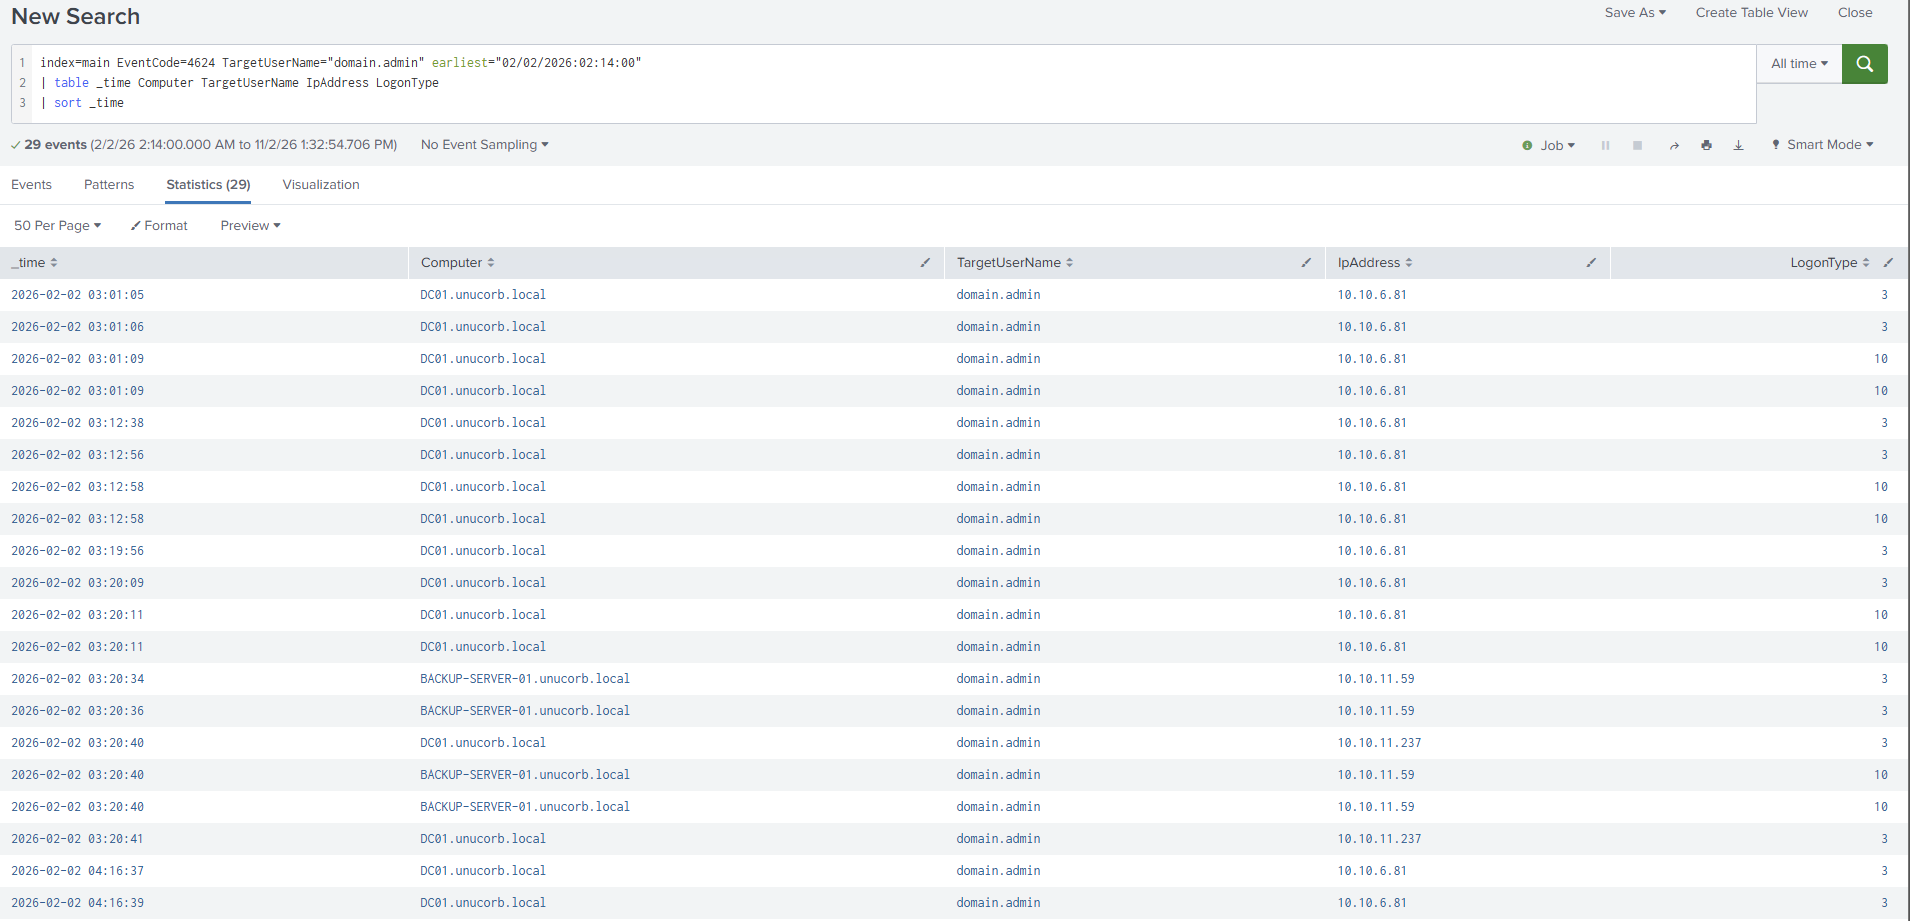 New Search
Save As Create Table View Close
1 index=main EventCode=4624 TargetUserName="domain.admin" earliest="02/02/2026:02:14:00"
2 | table _time Computer TargetUserName IpAddress LogonType
3 | sort _time
All time
29 events (2/2/26 2:14:00.000 AM to 11/2/26 1:32:54.706 PM) No Event Sampling
Job Smart Mode
Events Patterns Statistics (29) Visualization
50 Per Page Format Preview
_time Computer TargetUserName IpAddress LogonType
2026-02-02 03:01:05 DC01.unucorb.local domain.admin 10.10.6.81 3
2026-02-02 03:01:06 DC01.unucorb.local domain.admin 10.10.6.81 3
2026-02-02 03:01:09 DC01.unucorb.local domain.admin 10.10.6.81 10
2026-02-02 03:01:09 DC01.unucorb.local domain.admin 10.10.6.81 10
2026-02-02 03:12:38 DC01.unucorb.local domain.admin 10.10.6.81 3
2026-02-02 03:12:56 DC01.unucorb.local domain.admin 10.10.6.81 3
2026-02-02 03:12:58 DC01.unucorb.local domain.admin 10.10.6.81 10
2026-02-02 03:12:58 DC01.unucorb.local domain.admin 10.10.6.81 10
2026-02-02 03:19:56 DC01.unucorb.local domain.admin 10.10.6.81 3
2026-02-02 03:20:09 DC01.unucorb.local domain.admin 10.10.6.81 3
2026-02-02 03:20:11 DC01.unucorb.local domain.admin 10.10.6.81 10
2026-02-02 03:20:11 DC01.unucorb.local domain.admin 10.10.6.81 10
2026-02-02 03:20:34 BACKUP-SERVER-01.unucorb.local domain.admin 10.10.11.59 3
2026-02-02 03:20:36 BACKUP-SERVER-01.unucorb.local domain.admin 10.10.11.59 3
2026-02-02 03:20:40 DC01.unucorb.local domain.admin 10.10.11.237 3
2026-02-02 03:20:40 BACKUP-SERVER-01.unucorb.local domain.admin 10.10.11.59 10
2026-02-02 03:20:40 BACKUP-SERVER-01.unucorb.local domain.admin 10.10.11.59 10
2026-02-02 03:20:41 DC01.unucorb.local domain.admin 10.10.11.237 3
2026-02-02 04:16:37 DC01.unucorb.local domain.admin 10.10.6.81 3
2026-02-02 04:16:39 DC01.unucorb.local domain.admin 10.10.6.81 3